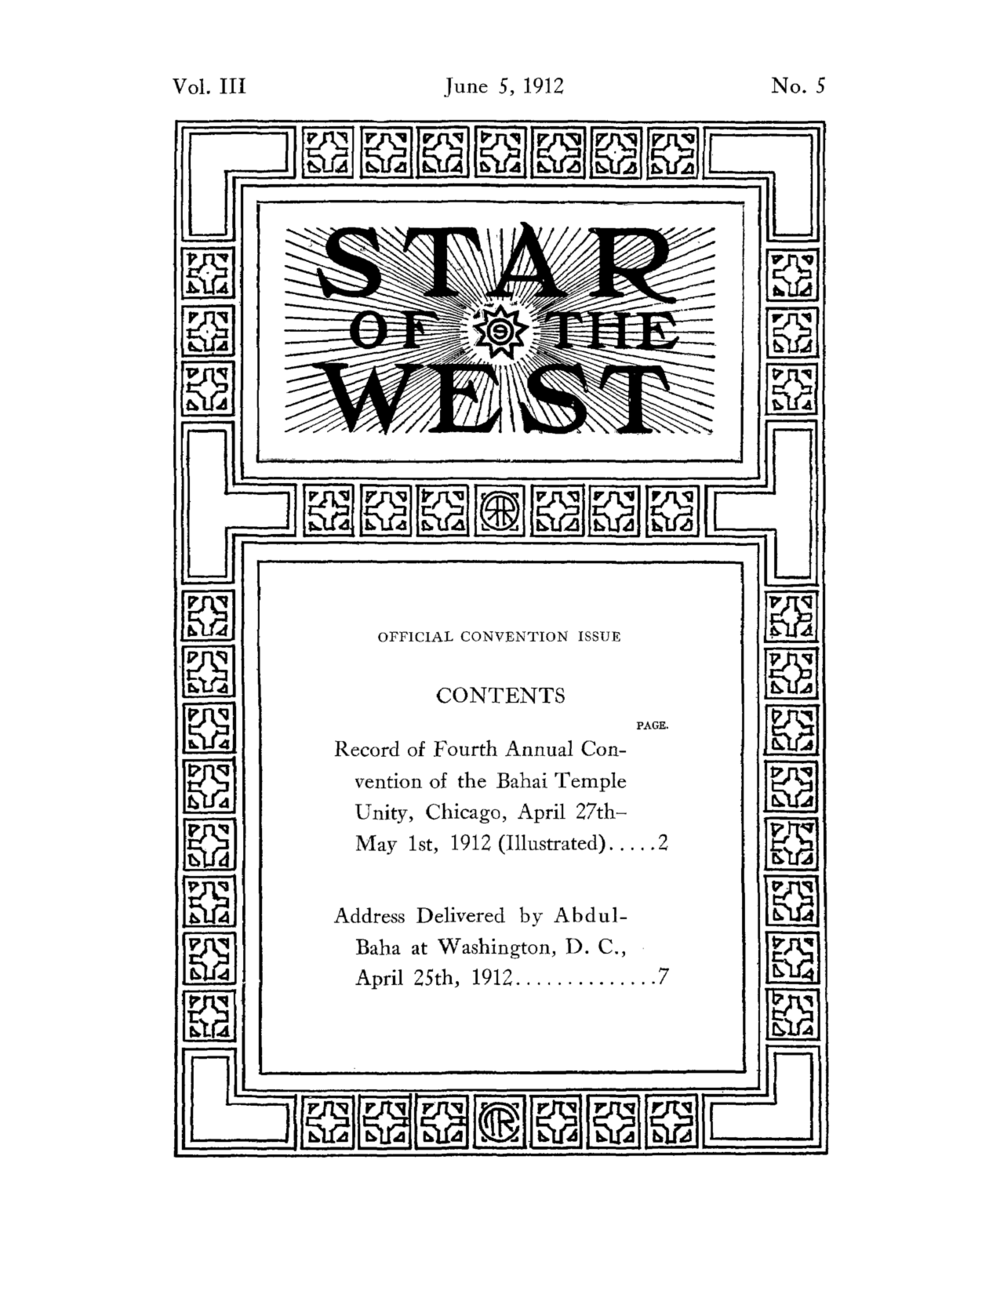 Vol. III June 5, 1912 No. 5
STAR
OF THE
WEST
9
OFFICIAL CONVENTION ISSUE
CONTENTS
PAGE.
Record of Fourth Annual Con-
vention of the Bahai Temple
Unity, Chicago, April 27th-
May 1st, 1912 (Illustrated).....2
Address Delivered by Abdul-
Baha at Washington, D. C.,
April 25th, 1912..............7